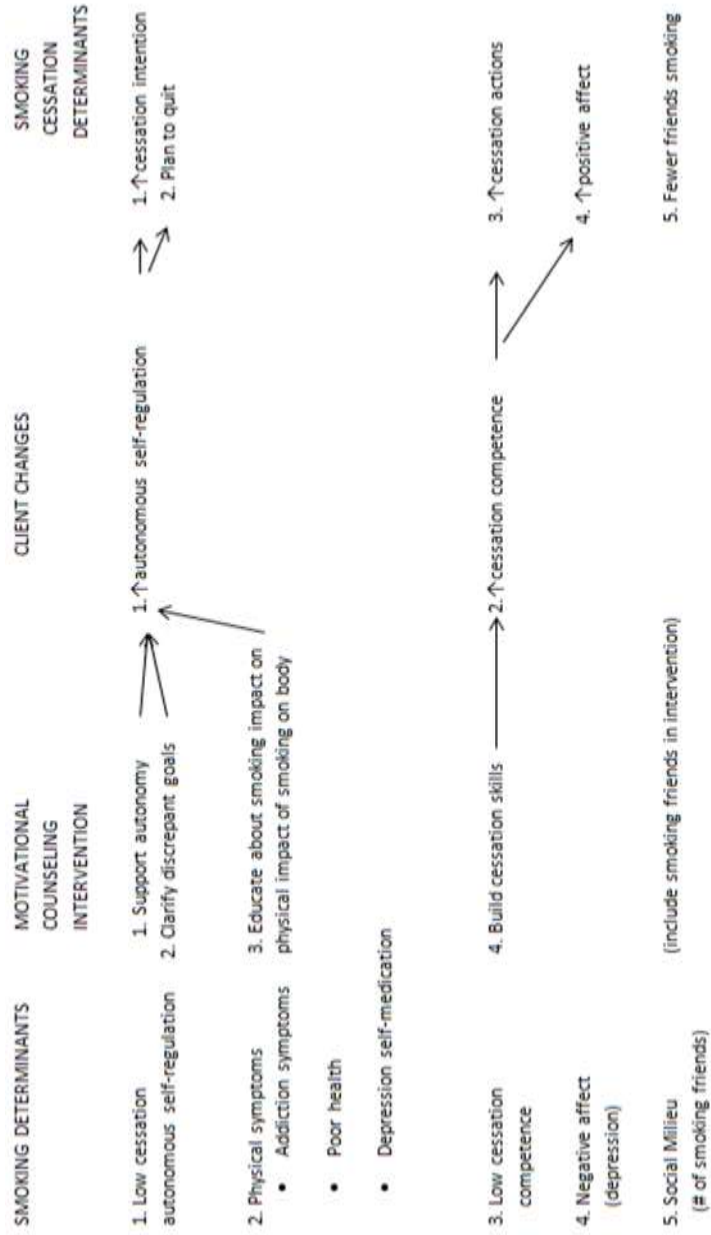 SMOKING DETERMINANTS
MOTIVATIONAL
COUNSELING
INTERVENTION
CLIENT CHANGES
SMOKING
CESSATION
DETERMINANTS
1. Low cessation
autonomous self-regulation
1. Support autonomy
2. Clarify discrepant goals
1.↑autonomous self-regulation
1.↑cessation intention
2. Plan to quit
2. Physical symptoms
• Addiction symptoms
• Poor health
• Depression self-medication
3. Educate about smoking impact on
physical impact of smoking on body
3. Low cessation
competence
4. Build cessation skills
2.↑cessation competence
3. ↑cessation actions
4. Negative affect
(depression)
4. ↑positive affect
5. Social Milieu
(# of smoking friends)
(include smoking friends in intervention)
5. Fewer friends smoking